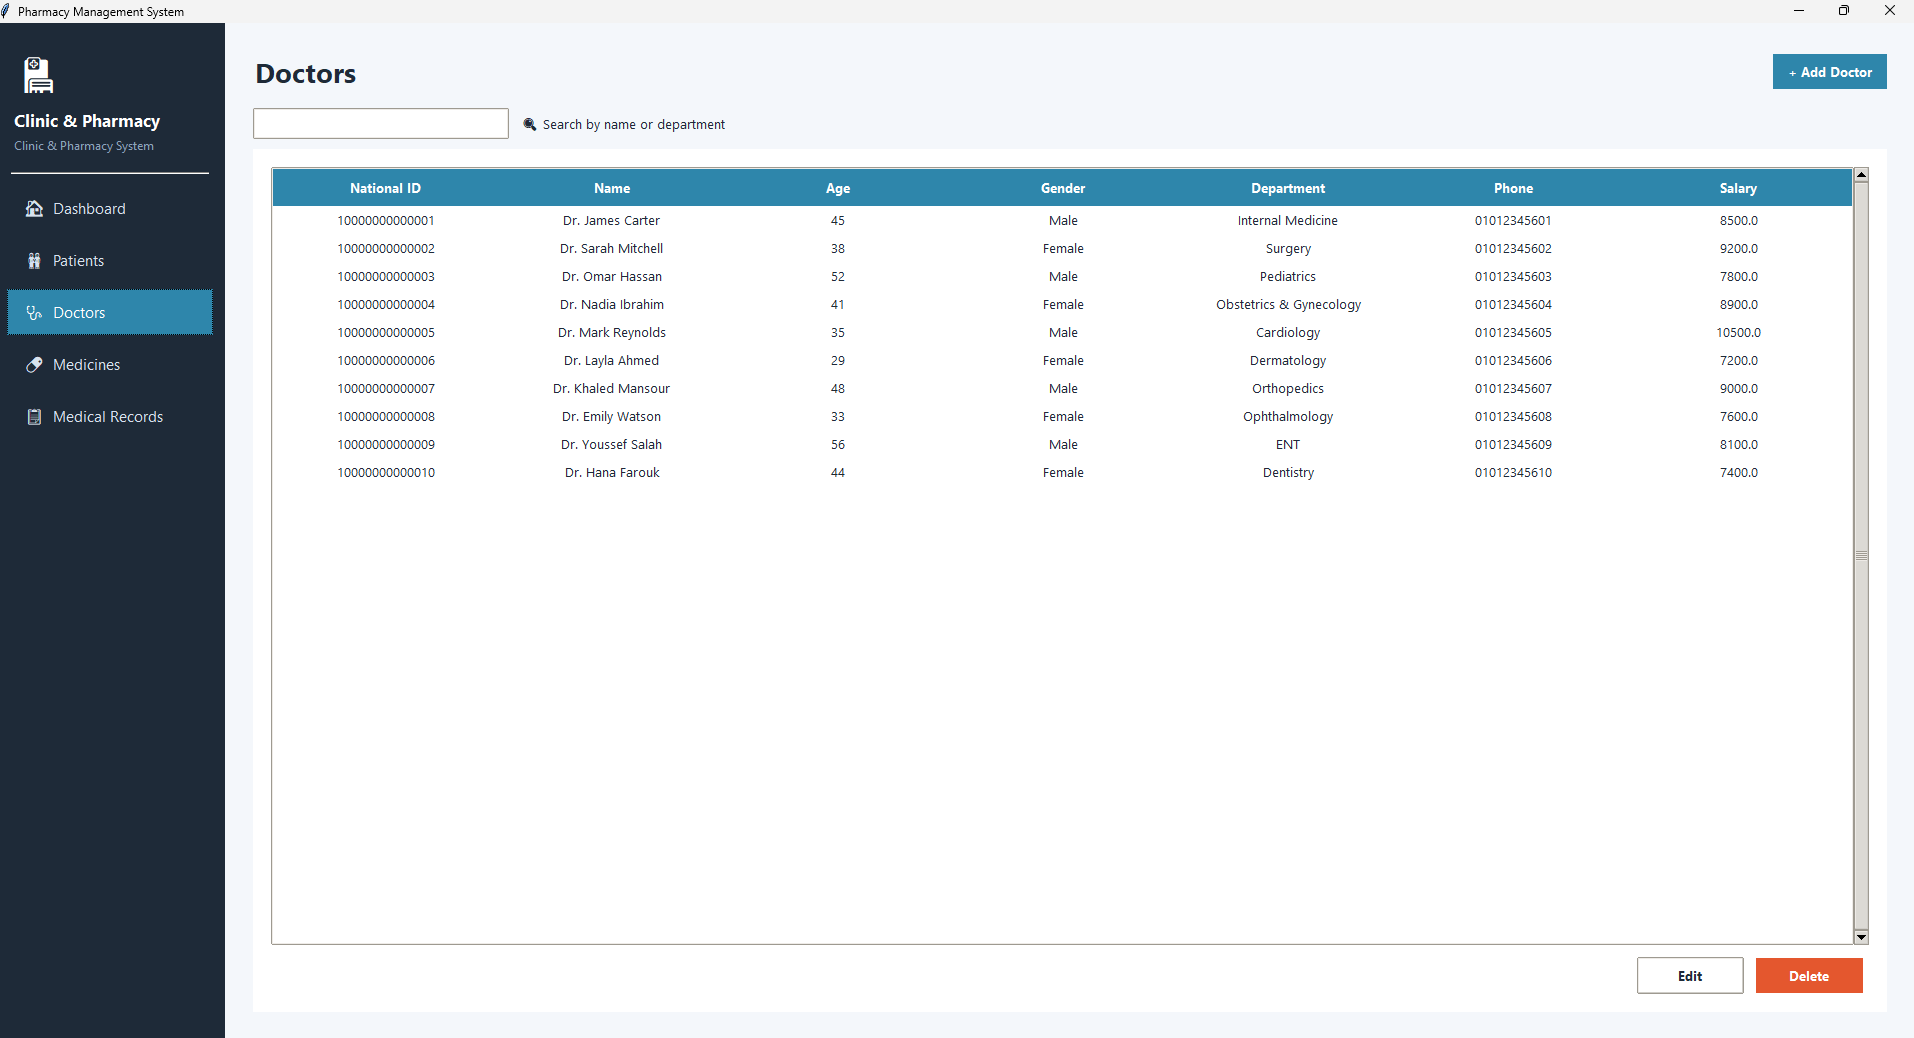 Pharmacy Management System
Clinic & Pharmacy
Clinic & Pharmacy System
Dashboard
Patients
Doctors
Medicines
Medical Records
Doctors
+ Add Doctor
Search by name or department
National ID Name Age Gender Department Phone Salary
10000000000001 Dr. James Carter 45 Male Internal Medicine 01012345601 8500.0
10000000000002 Dr. Sarah Mitchell 38 Female Surgery 01012345602 9200.0
10000000000003 Dr. Omar Hassan 52 Male Pediatrics 01012345603 7800.0
10000000000004 Dr. Nadia Ibrahim 41 Female Obstetrics & Gynecology 01012345604 8900.0
10000000000005 Dr. Mark Reynolds 35 Male Cardiology 01012345605 10500.0
10000000000006 Dr. Layla Ahmed 29 Female Dermatology 01012345606 7200.0
10000000000007 Dr. Khaled Mansour 48 Male Orthopedics 01012345607 9000.0
10000000000008 Dr. Emily Watson 33 Female Ophthalmology 01012345608 7600.0
10000000000009 Dr. Youssef Salah 56 Male ENT 01012345609 8100.0
10000000000010 Dr. Hana Farouk 44 Female Dentistry 01012345610 7400.0
Edit
Delete